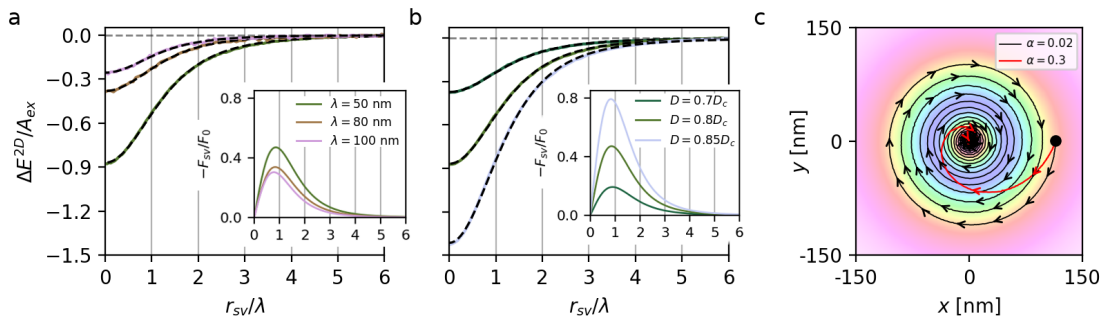 a
ΔE^{2D}/A_{ex}
0.0
−0.3
−0.6
−0.9
−1.2
−1.5
0 1 2 3 4 5 6
r_{sv}/λ
−F_{sv}/F_0
0.8
0.4
0.0
0 1 2 3 4 5 6
λ = 50 nm
λ = 80 nm
λ = 100 nm
b
0 1 2 3 4 5 6
r_{sv}/λ
−F_{sv}/F_0
0.8
0.4
0.0
0 1 2 3 4 5 6
D = 0.7D_c
D = 0.8D_c
D = 0.85D_c
c
y [nm]
150
0
-150
-150 0 150
x [nm]
α = 0.02
α = 0.3